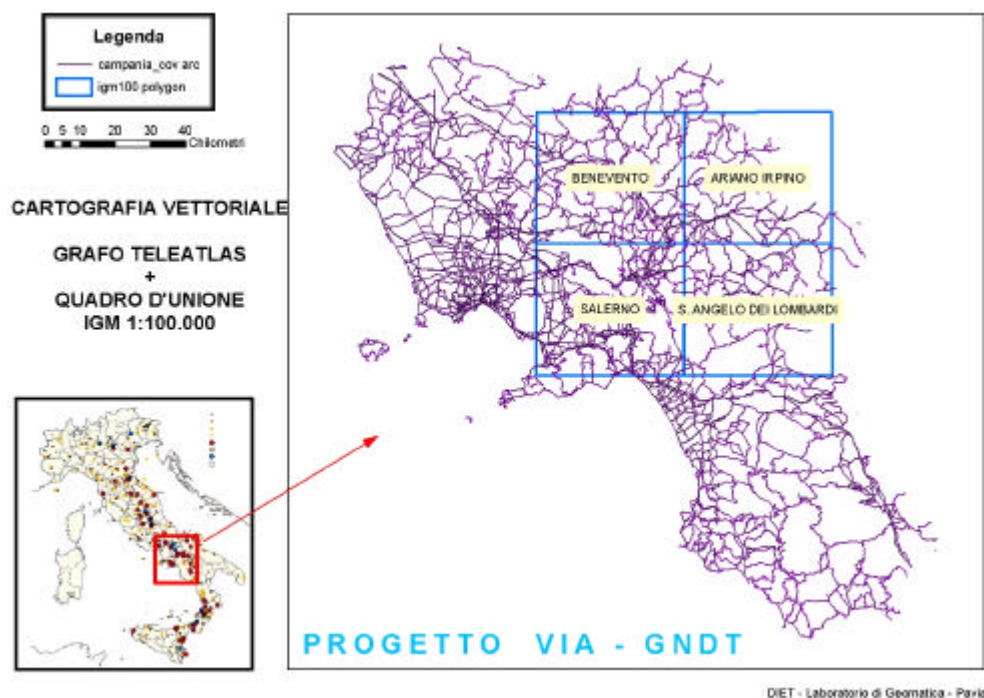 Legenda
campania_cov arc
igm100 polygon
0 5 10 20 30 40
Chilometri
CARTOGRAFIA VETTORIALE
GRAFO TELEATLAS
+
QUADRO D'UNIONE
IGM 1:100.000
BENEVENTO
ARIANO IRPINO
SALERNO
S. ANGELO DEI LOMBARDI
PROGETTO VIA - GNDT
DIET - Laboratorio di Geomatica - Pavia